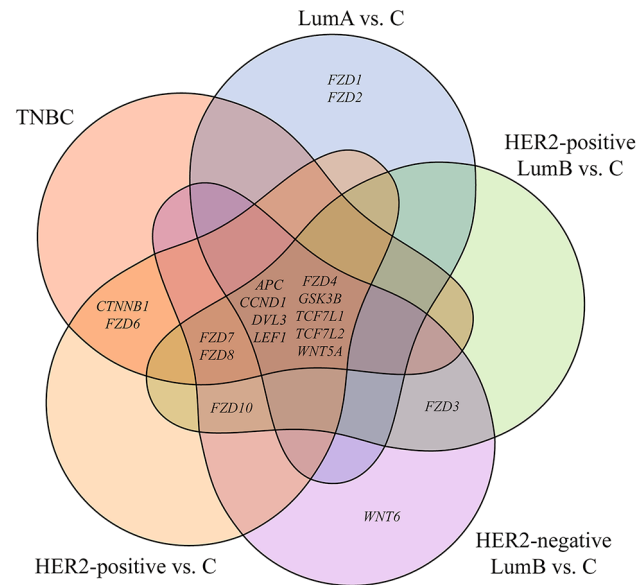 LumA vs. C
FZD1
FZD2
TNBC
HER2-positive
LumB vs. C
APC
CCND1
DVL3
LEF1
FZD4
GSK3B
TCF7L1
TCF7L2
WNT5A
CTNNB1
FZD6
FZD7
FZD8
FZD10
FZD3
WNT6
HER2-positive vs. C
HER2-negative
LumB vs. C